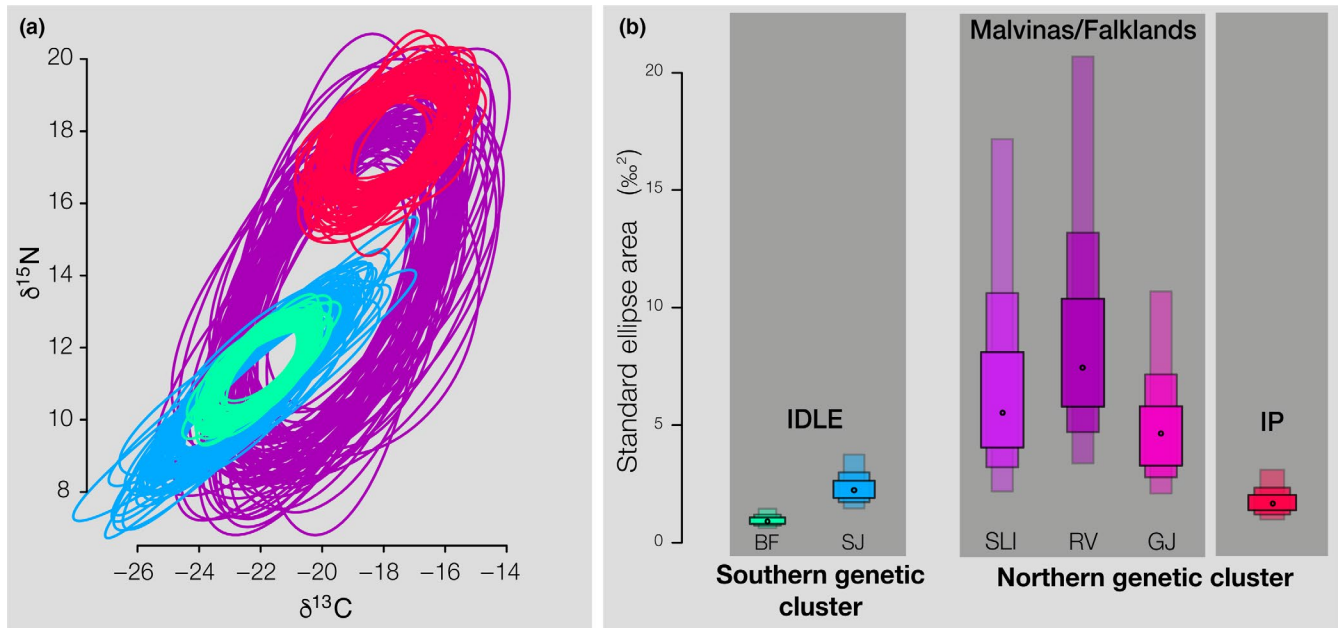 (a)
20
18
16
14
12
10
8
δ¹⁵N
−26 −24 −22 −20 −18 −16 −14
δ¹³C
(b)
Malvinas/Falklands
20
15
10
5
0
Standard ellipse area (‰²)
IDLE
IP
BF SJ SLI RV GJ
Southern genetic
cluster
Northern genetic cluster